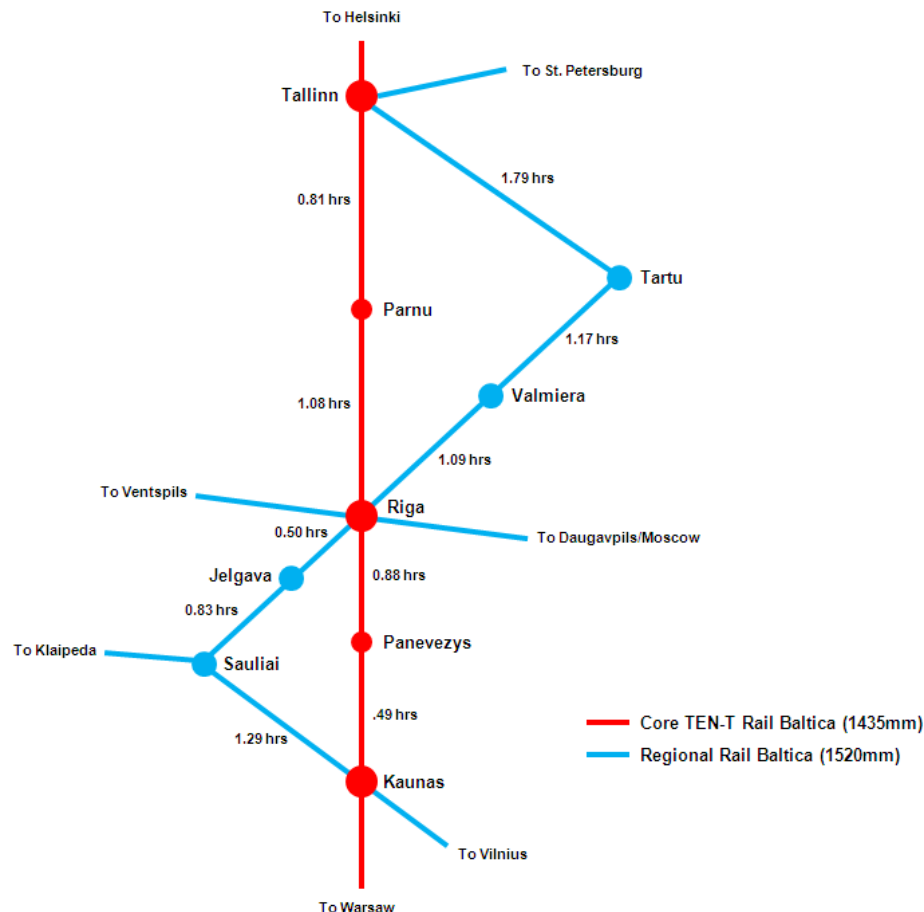 To Helsinki
To St. Petersburg
Tallinn
1.79 hrs
0.81 hrs
Tartu
Parnu
1.17 hrs
Valmiera
1.08 hrs
1.09 hrs
To Ventspils
Riga
0.50 hrs
To Daugavpils/Moscow
Jelgava
0.88 hrs
0.83 hrs
Panevezys
To Klaipeda
Sauliai
.49 hrs
Core TEN-T Rail Baltica (1435mm)
1.29 hrs
Regional Rail Baltica (1520mm)
Kaunas
To Vilnius
To Warsaw